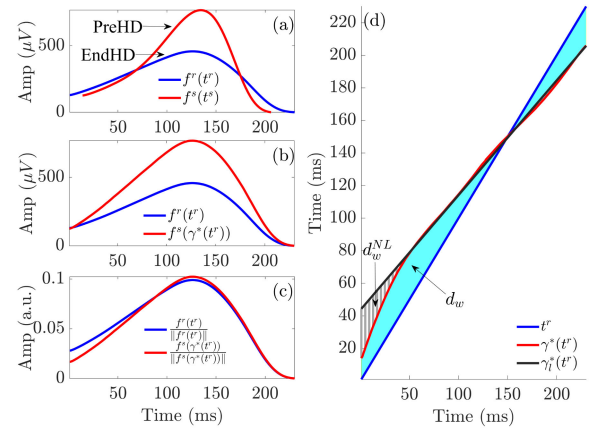 (a)
PreHD
EndHD
500
0
Amp (μV)
f^r(t^r)
f^s(t^s)
50 100 150 200
(b)
500
0
Amp (μV)
f^r(t^r)
f^s(γ*(t^r))
50 100 150 200
(c)
0.1
0.05
0
Amp (a.u.)
f^r(t^r)
||f^r(t^r)||
f^s(γ*(t^r))
||f^s(γ*(t^r))||
50 100 150 200
Time (ms)
(d)
220
200
180
160
140
120
100
80
60
40
20
Time (ms)
d_w^{NL}
d_w
t^r
γ*(t^r)
γ_l*(t^r)
50 100 150 200
Time (ms)